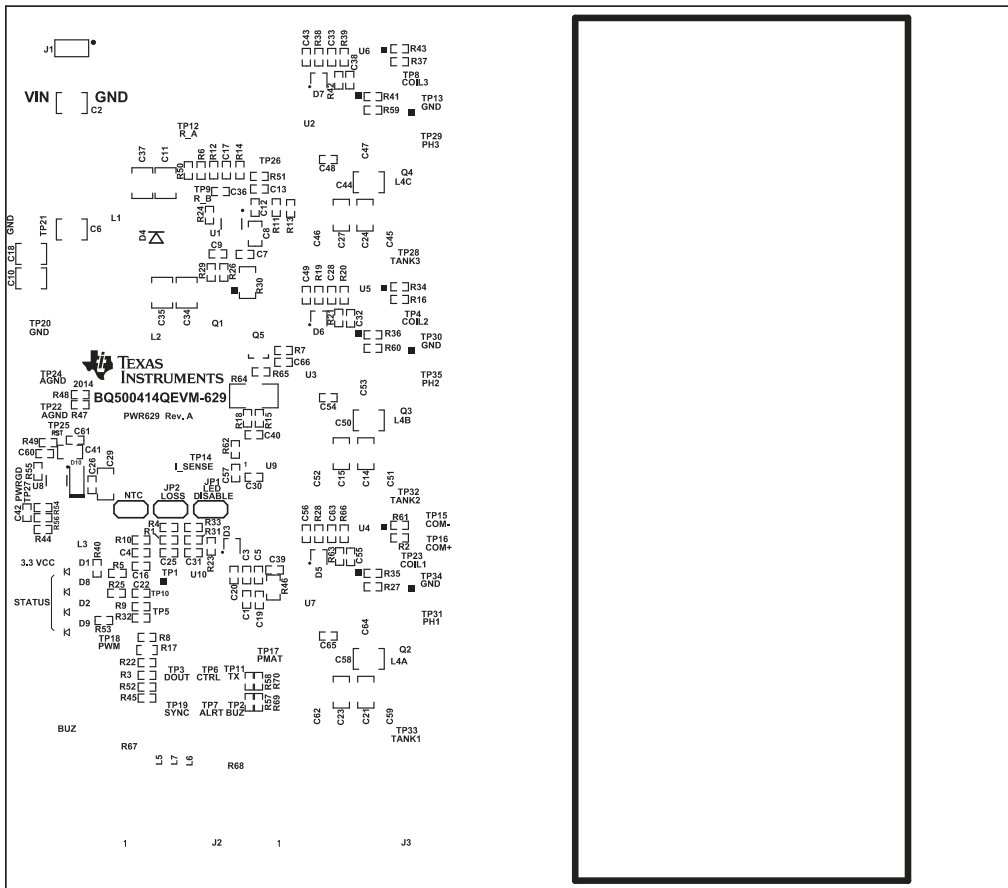 J1
VIN GND
C2
C43 R38 C33 R39
C38
U6
R43
R37
TP8
COIL3
D7
R42
R41
R59
TP13
GND
U2
TP29
PH3
TP12
R_A
C37 C11
R50 R6 R12 C17 R14
TP26
R51
C13
C48
C47
C44
Q4
L4C
TP9
R_B
C36
R24
U1
C12
R11
R13
C8
GND
TP21
C6
L1
D4
C18
C10
C9
C7
R29
R26
R30
C46
C27
C24
C45
TP28
TANK3
C49 R19 C28 R20
U5
R34
R16
TP4
COIL2
C35 C34
Q1
L2
TP20
GND
D6
R21
C32
R36
R60
TP30
GND
Q5
R7
C66
R65
U3
TP35
PH2
TEXAS
INSTRUMENTS
BQ500414QEVM-629
PWR629 Rev. A
TP24
AGND
2014
R48
TP22
AGND
R47
R64
R18
R15
C40
C54
C53
C50
Q3
L4B
TP25
RST
C61
R49
C60
C41
R55
U8
D10
C26
C29
TP14
I_SENSE
R62
C57
U9
C30
C52
C15
C14
C51
TP32
TANK2
PWRGD
TP27
C42
R54
R56
R44
NTC
JP2
LOSS
JP1
LED
DISABLE
R4
R1
R33
R31
R10
C4
C25
C31
R23
D3
U10
C56 R28 C63 R66
U4
R61
R2
TP15
COM-
TP16
COM+
TP23
COIL1
D5
R63
C55
R35
R27
TP34
GND
L3
R40
3.3 VCC
D1
R5
C16
TP1
D8
R25
C22
TP10
STATUS
D2
R9
TP5
R32
D9
R53
TP18
PWM
C20
C3
C5
C39
R46
C1
C19
U7
TP31
PH1
R8
R17
R22
R3
R52
R45
TP3
DOUT
TP6
CTRL
TP11
TX
TP17
PMAT
R58
R70
TP19
SYNC
TP7
ALRT
TP2
BUZ
R57
R69
C65
C64
C58
Q2
L4A
C62
C23
C21
C59
TP33
TANK1
BUZ
R67
L5 L7 L6
R68
1 J2 1 J3